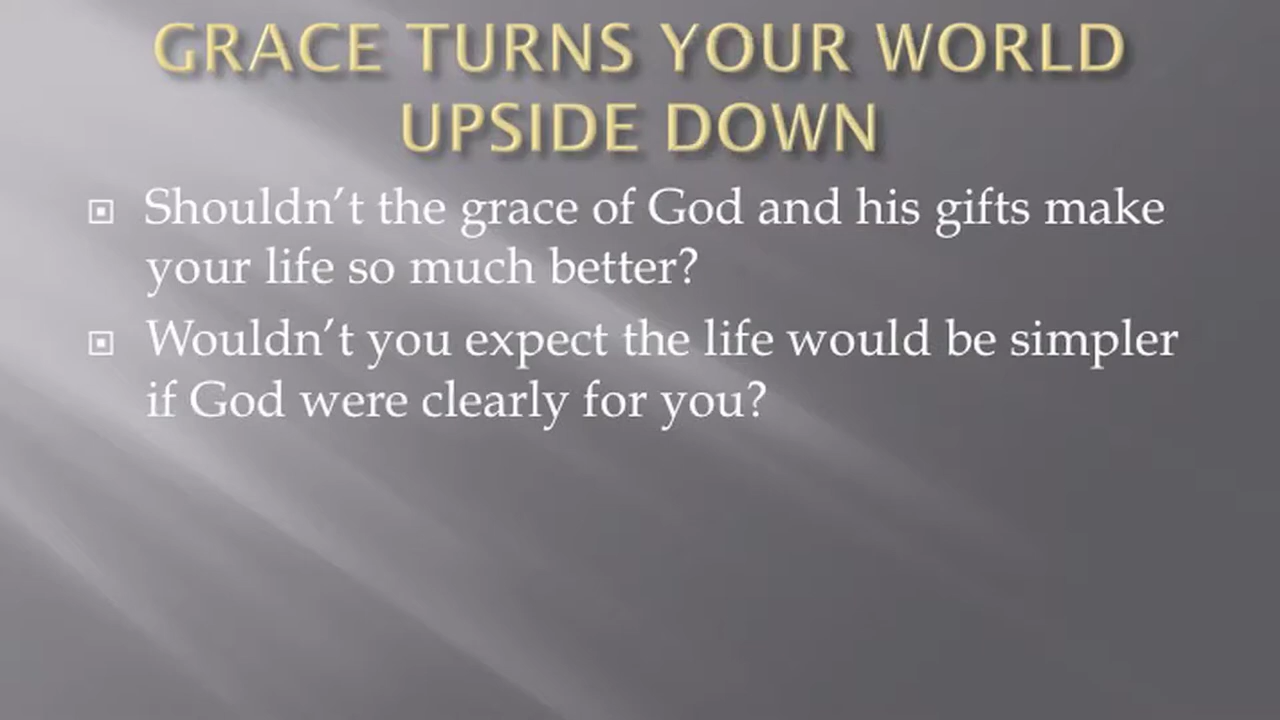 GRACE TURNS YOUR WORLD
UPSIDE DOWN
Shouldn’t the grace of God and his gifts make
your life so much better?
Wouldn’t you expect the life would be simpler
if God were clearly for you?